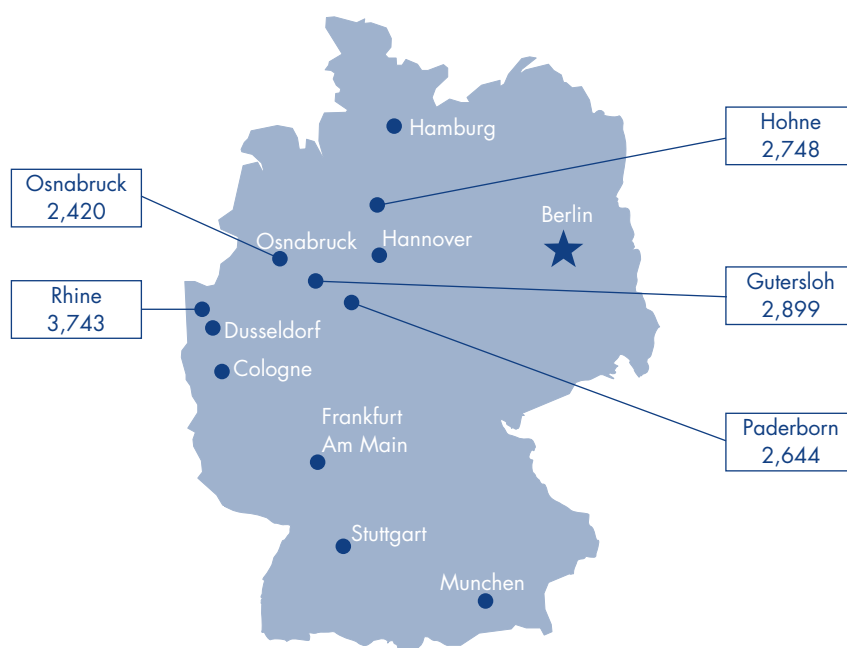 Hamburg
Hohne
2,748
Osnabruck
2,420
Berlin
Hannover
Osnabruck
Gutersloh
2,899
Rhine
3,743
Dusseldorf
Cologne
Frankfurt
Am Main
Paderborn
2,644
Stuttgart
Munchen